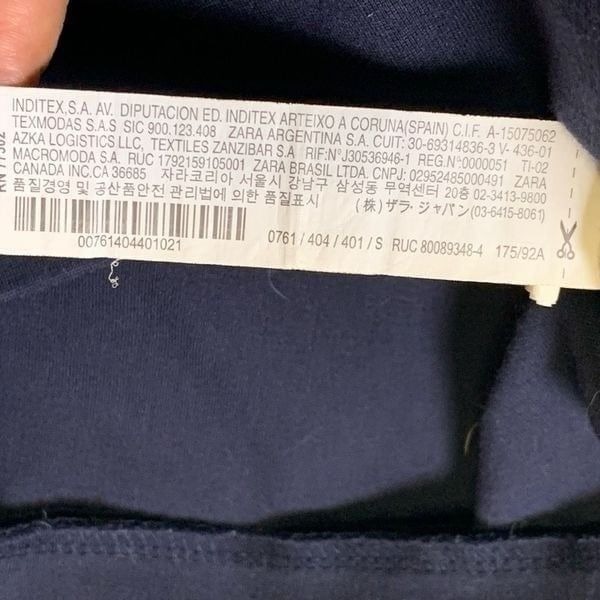 INDITEX.S.A. AV. DIPUTACION ED. INDITEX ARTEIXO A CORUNA(SPAIN) C.I.F. A-15075062
TEXMODAS S.A.S SIC 900.123.408 ZARA ARGENTINA S.A. CUIT: 30-69314836-3 V- 436-01
AZKA LOGISTICS LLC, TEXTILES ZANZIBAR S.A RIF:N°J30536946-1 REG.N°0000051 TI-02
MACROMODA S.A. RUC 1792159105001 ZARA BRASIL LTDA. CNPJ: 02952485000491 ZARA
CANADA INC.CA 36685 자라코리아 서울시 강남구 삼성동 무역센터 20층 02-3413-9800
품질경영 및 공산품안전 관리법에 의한 품질표시 (株) ザラ・ジャパン(03-6415-8061)
00761404401021 0761 / 404 / 401 / S RUC 80089348-4 175/92A
RN 77302